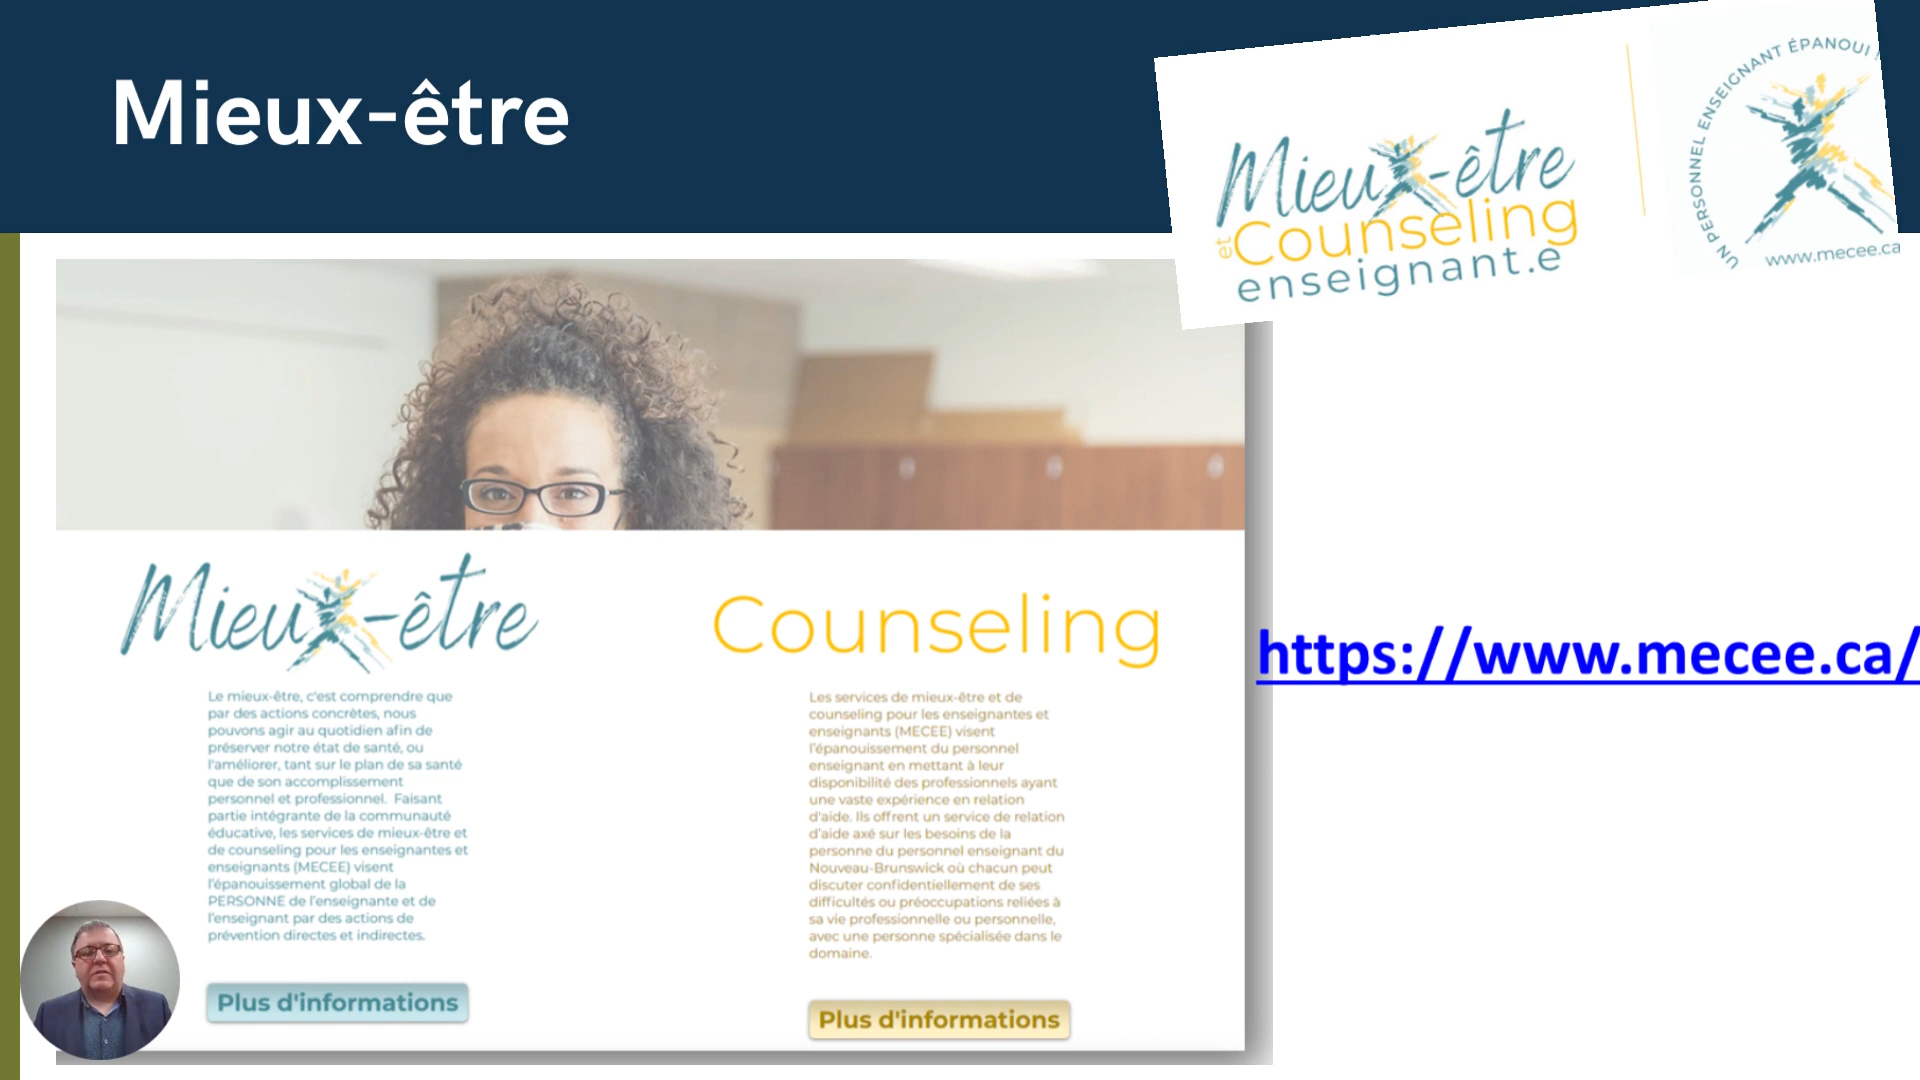 Mieux-être
Mieux-être
et Counseling
enseignant.e
UN PERSONNEL ENSEIGNANT ÉPANOUI
www.mecee.ca
Mieux-être
Le mieux-être, c'est comprendre que
par des actions concrètes, nous
pouvons agir au quotidien afin de
préserver notre état de santé, ou
l'améliorer, tant sur le plan de sa santé
que de son accomplissement
personnel et professionnel. Faisant
partie intégrante de la communauté
éducative, les services de mieux-être et
de counseling pour les enseignantes et
enseignants (MECEE) visent
l'épanouissement global de la
PERSONNE de l'enseignante et de
l'enseignant par des actions de
prévention directes et indirectes.
Plus d'informations
Counseling
Les services de mieux-être et de
counseling pour les enseignantes et
enseignants (MECEE) visent
l'épanouissement du personnel
enseignant en mettant à leur
disponibilité des professionnels ayant
une vaste expérience en relation
d'aide. Ils offrent un service de relation
d'aide axé sur les besoins de la
personne du personnel enseignant du
Nouveau-Brunswick où chacun peut
discuter confidentiellement de ses
difficultés ou préoccupations reliées à
sa vie professionnelle ou personnelle,
avec une personne spécialisée dans le
domaine.
Plus d'informations
https://www.mecee.ca/